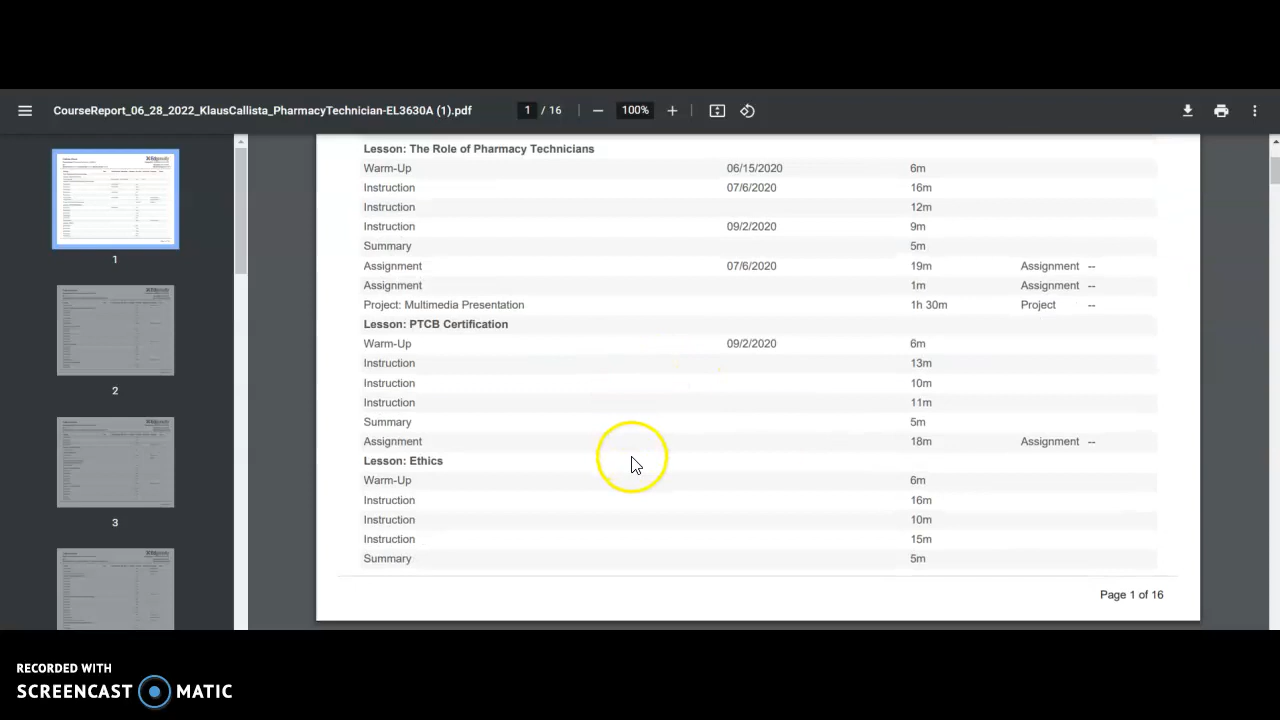 CourseReport_06_28_2022_KlausCallista_PharmacyTechnician-EL3630A (1).pdf 1 / 16 100%
Lesson: The Role of Pharmacy Technicians
Warm-Up 06/15/2020 6m
Instruction 07/6/2020 16m
Instruction 12m
Instruction 09/2/2020 9m
Summary 5m
Assignment 07/6/2020 19m Assignment --
Assignment 1m Assignment --
Project: Multimedia Presentation 1h 30m Project --
Lesson: PTCB Certification
Warm-Up 09/2/2020 6m
Instruction 13m
Instruction 10m
Instruction 11m
Summary 5m
Assignment 18m Assignment --
Lesson: Ethics
Warm-Up 6m
Instruction 16m
Instruction 10m
Instruction 15m
Summary 5m
Page 1 of 16
1
2
3
RECORDED WITH
SCREENCAST MATIC